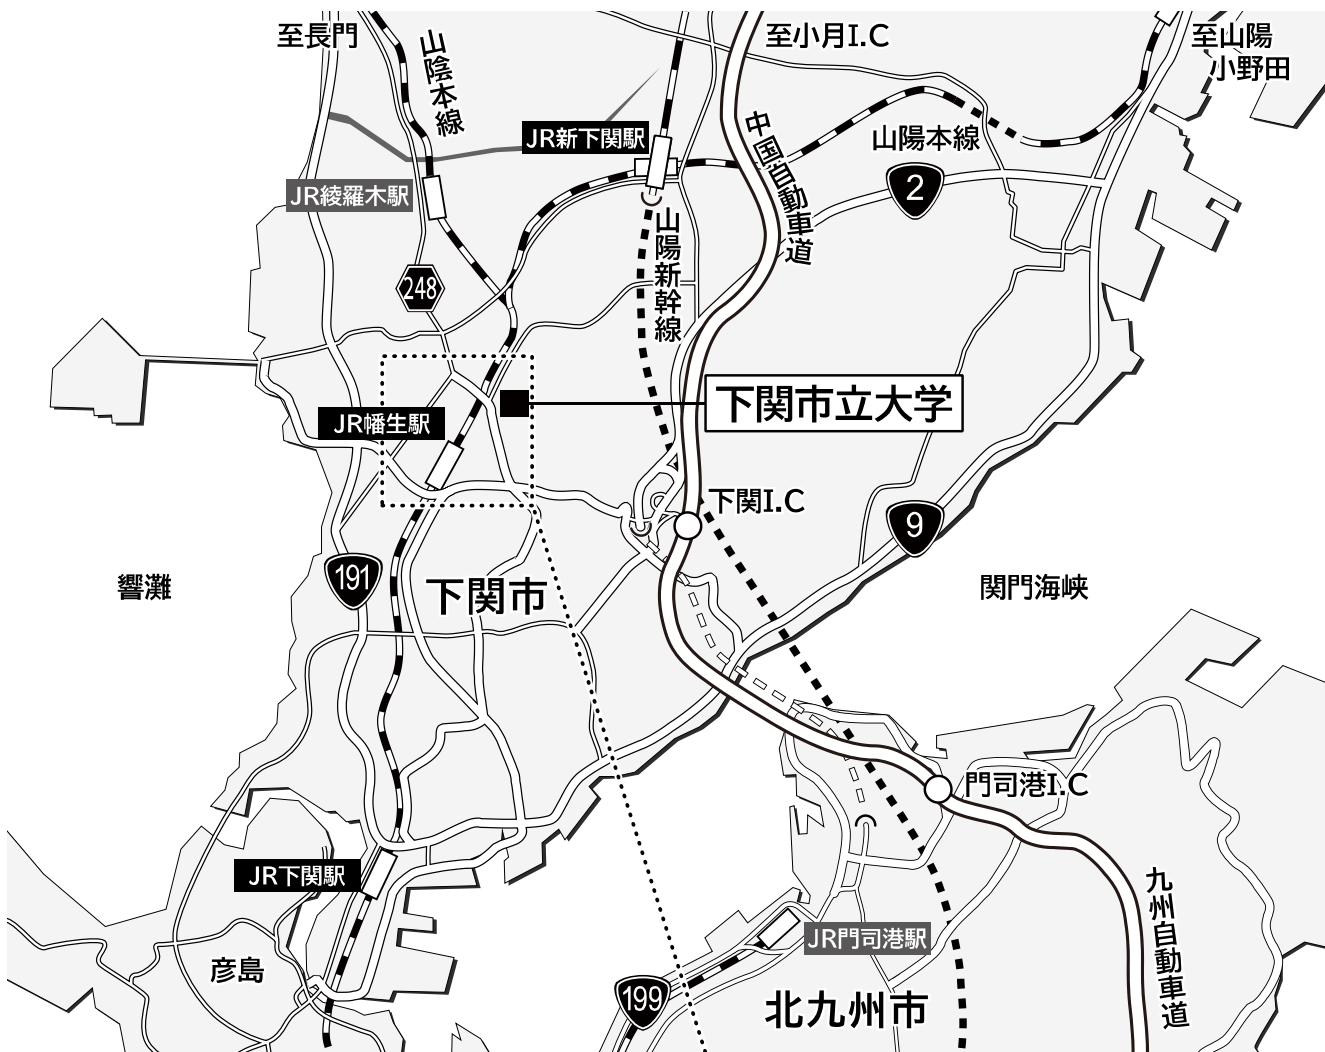 至長門
山陰本線
至小月I.C
至山陽
小野田
JR新下関駅
中国自動車道
山陽本線
2
JR綾羅木駅
山陽新幹線
248
下関市立大学
JR幡生駅
下関I.C
9
191
響灘
下関市
関門海峡
門司港I.C
JR下関駅
九州自動車道
JR門司港駅
彦島
199
北九州市